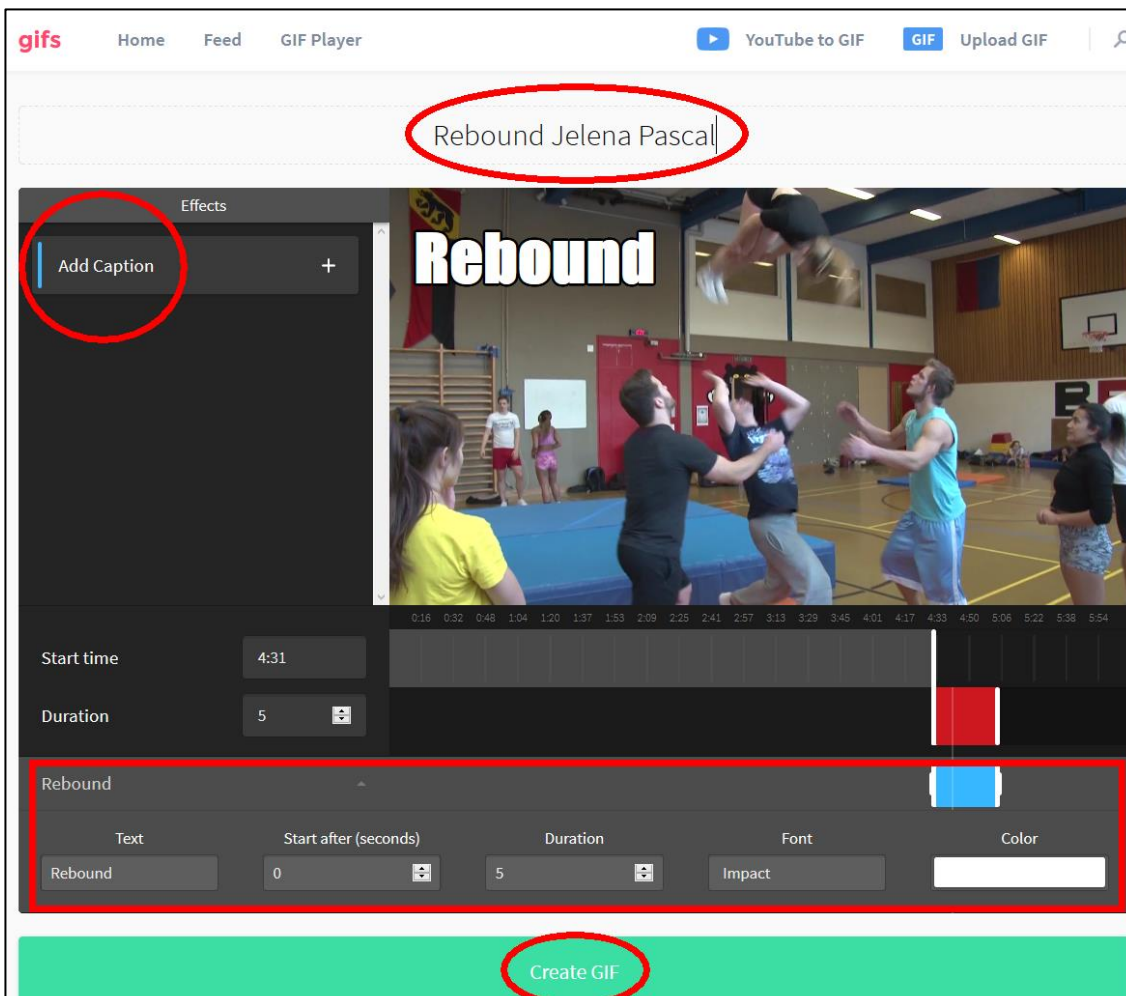 gifs Home Feed GIF Player YouTube to GIF GIF Upload GIF
Rebound Jelena Pascal
Effects
Add Caption +
Rebound
0:16 0:32 0:48 1:04 1:20 1:37 1:53 2:09 2:25 2:41 2:57 3:13 3:29 3:45 4:01 4:17 4:33 4:50 5:06 5:22 5:38 5:54
Start time 4:31
Duration 5
Rebound
Text Start after (seconds) Duration Font Color
Rebound 0 5 Impact
Create GIF